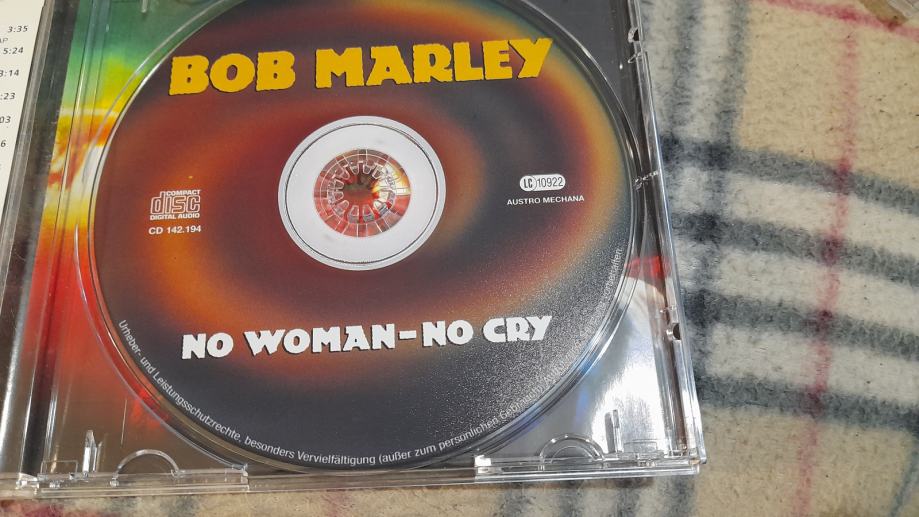 3:35
5:24
3:14
:23
03
BOB MARLEY
COMPACT
disc
DIGITAL AUDIO
CD 142.194
LC 10922
AUSTRO MECHANA
NO WOMAN-NO CRY
Urheber- und Leistungsschutzrechte, besonders Vervielfältigung (außer zum persönlichen Gebrauch)